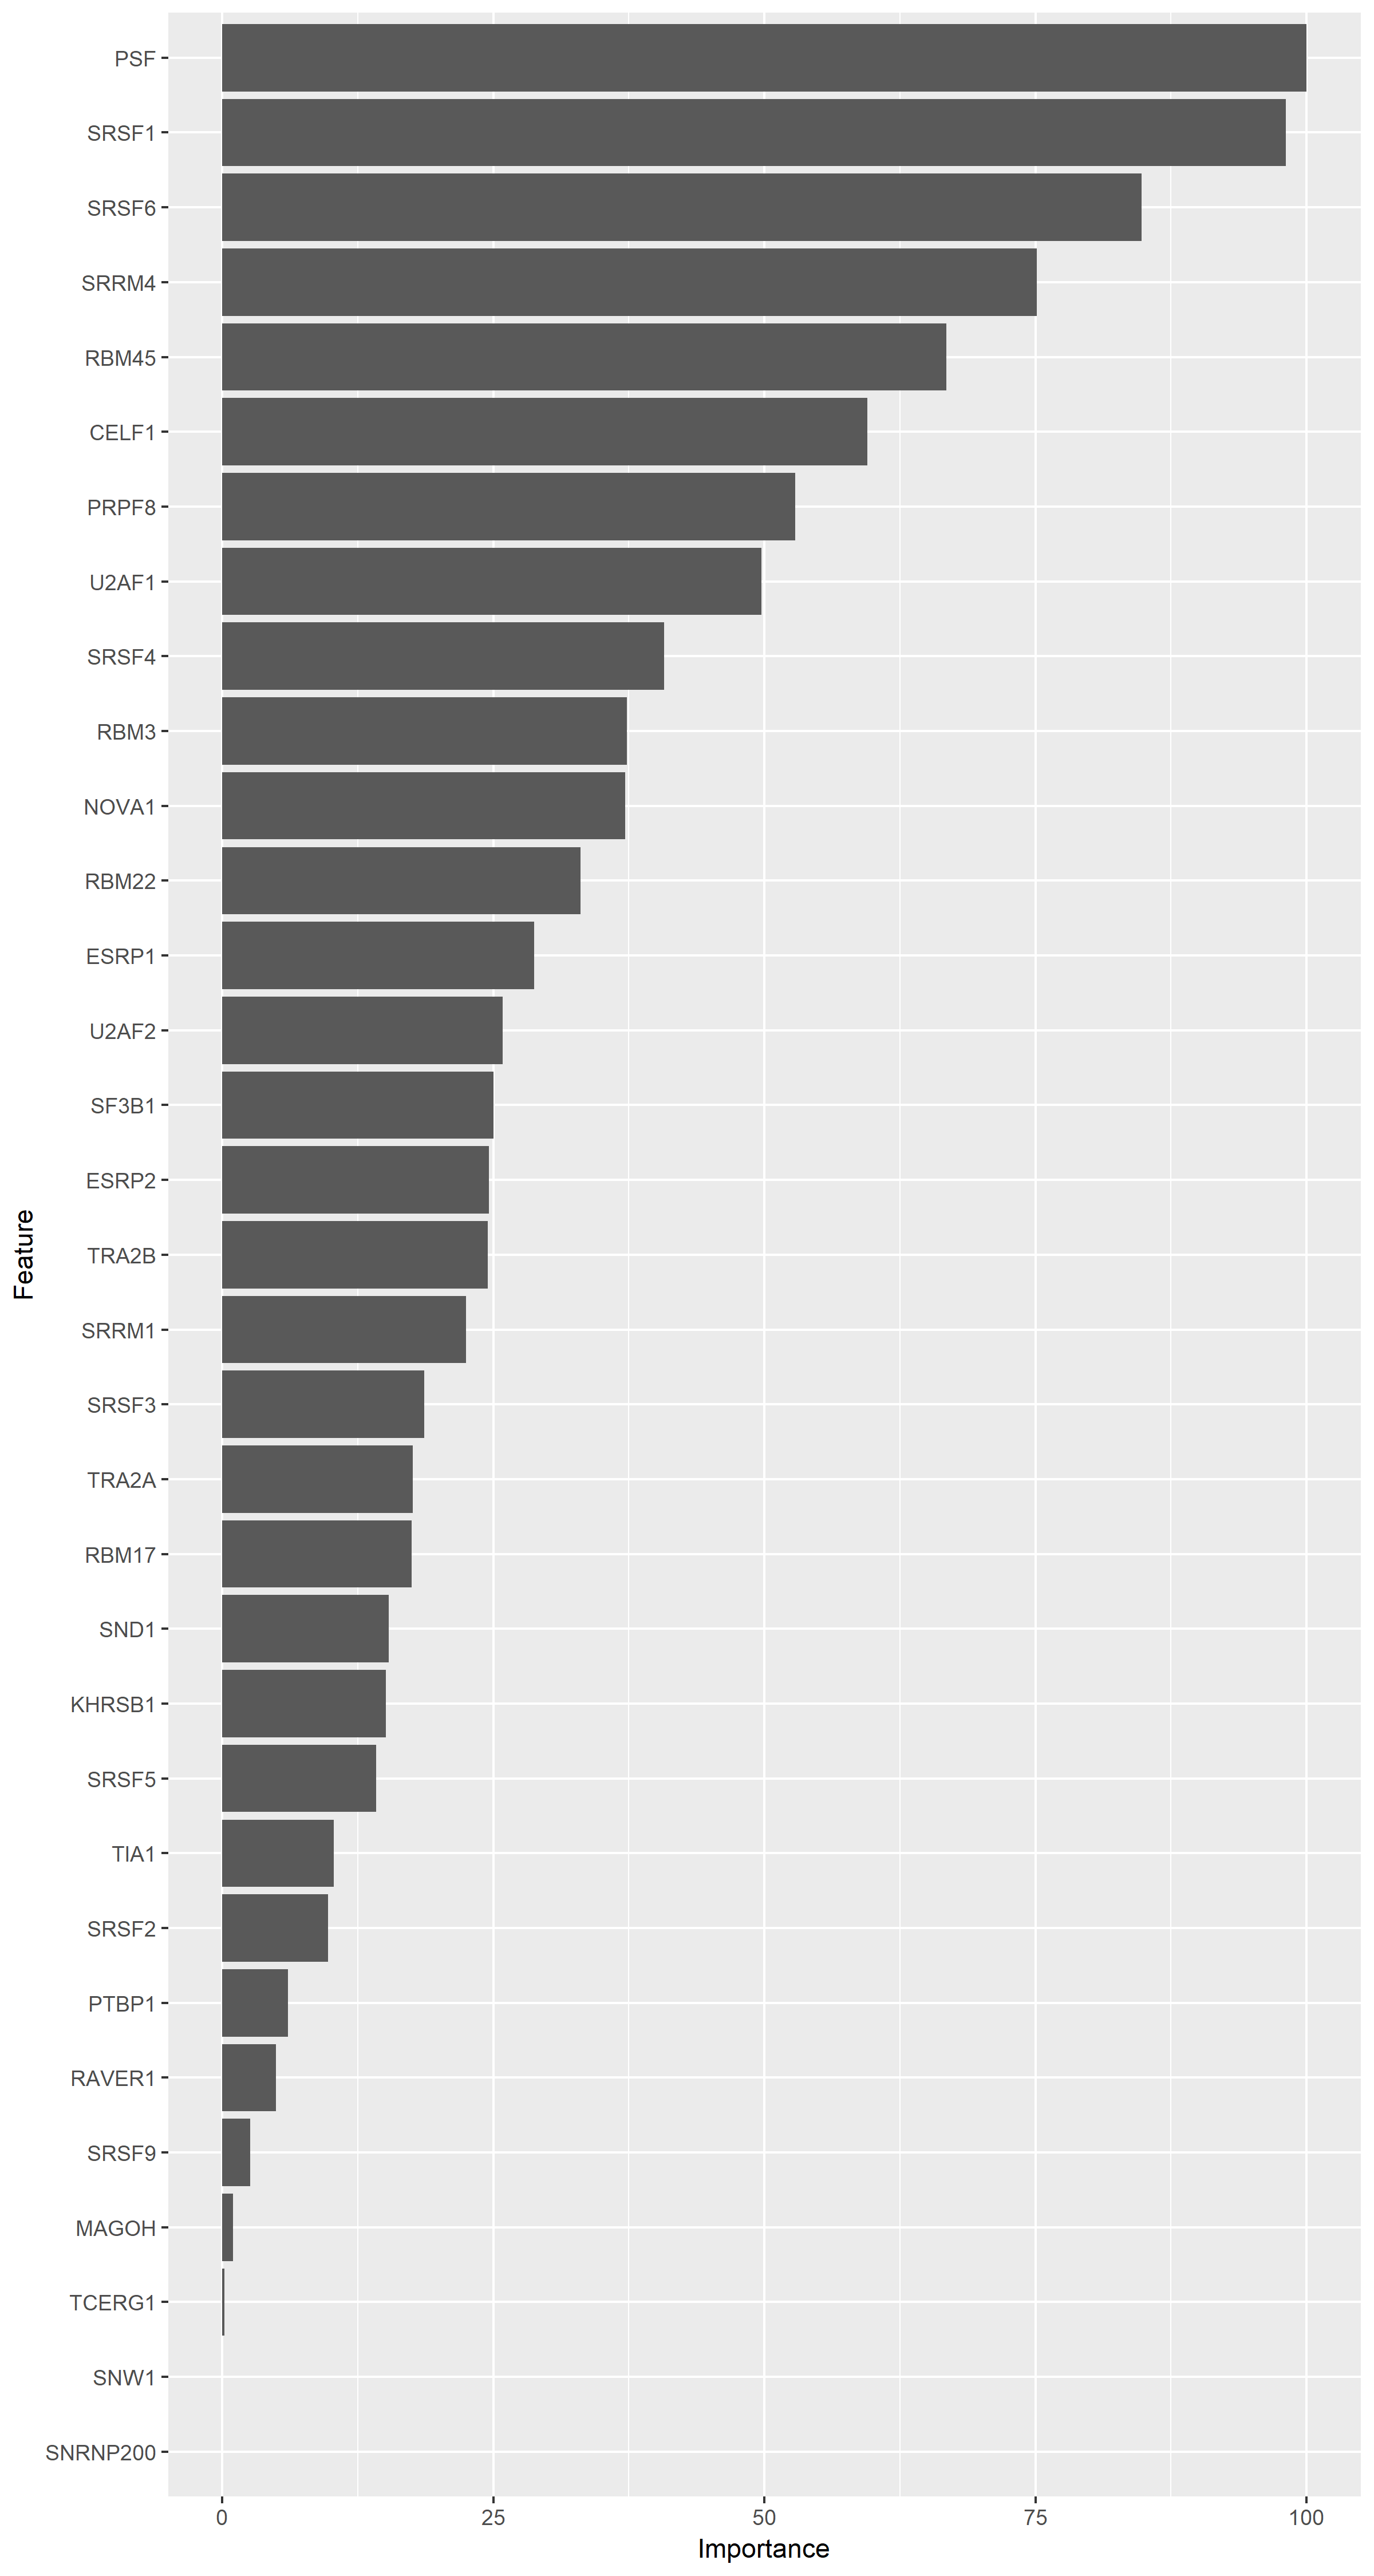 PSF
SRSF1
SRSF6
SRRM4
RBM45
CELF1
PRPF8
U2AF1
SRSF4
RBM3
NOVA1
RBM22
ESRP1
U2AF2
SF3B1
ESRP2
TRA2B
SRRM1
SRSF3
TRA2A
RBM17
SND1
KHRSB1
SRSF5
TIA1
SRSF2
PTBP1
RAVER1
SRSF9
MAGOH
TCERG1
SNW1
SNRNP200
Feature
0 25 50 75 100
Importance